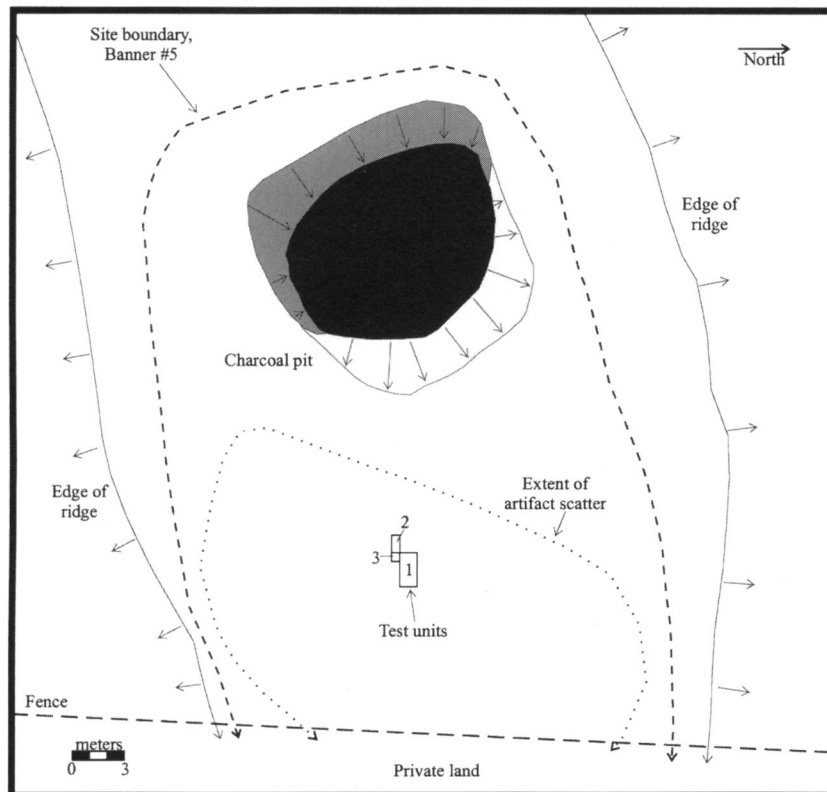 Site boundary,
Banner #5
North
Edge of
ridge
Charcoal pit
Edge of
ridge
Extent of
artifact scatter
2
3
1
Test units
Fence
meters
0 3
Private land